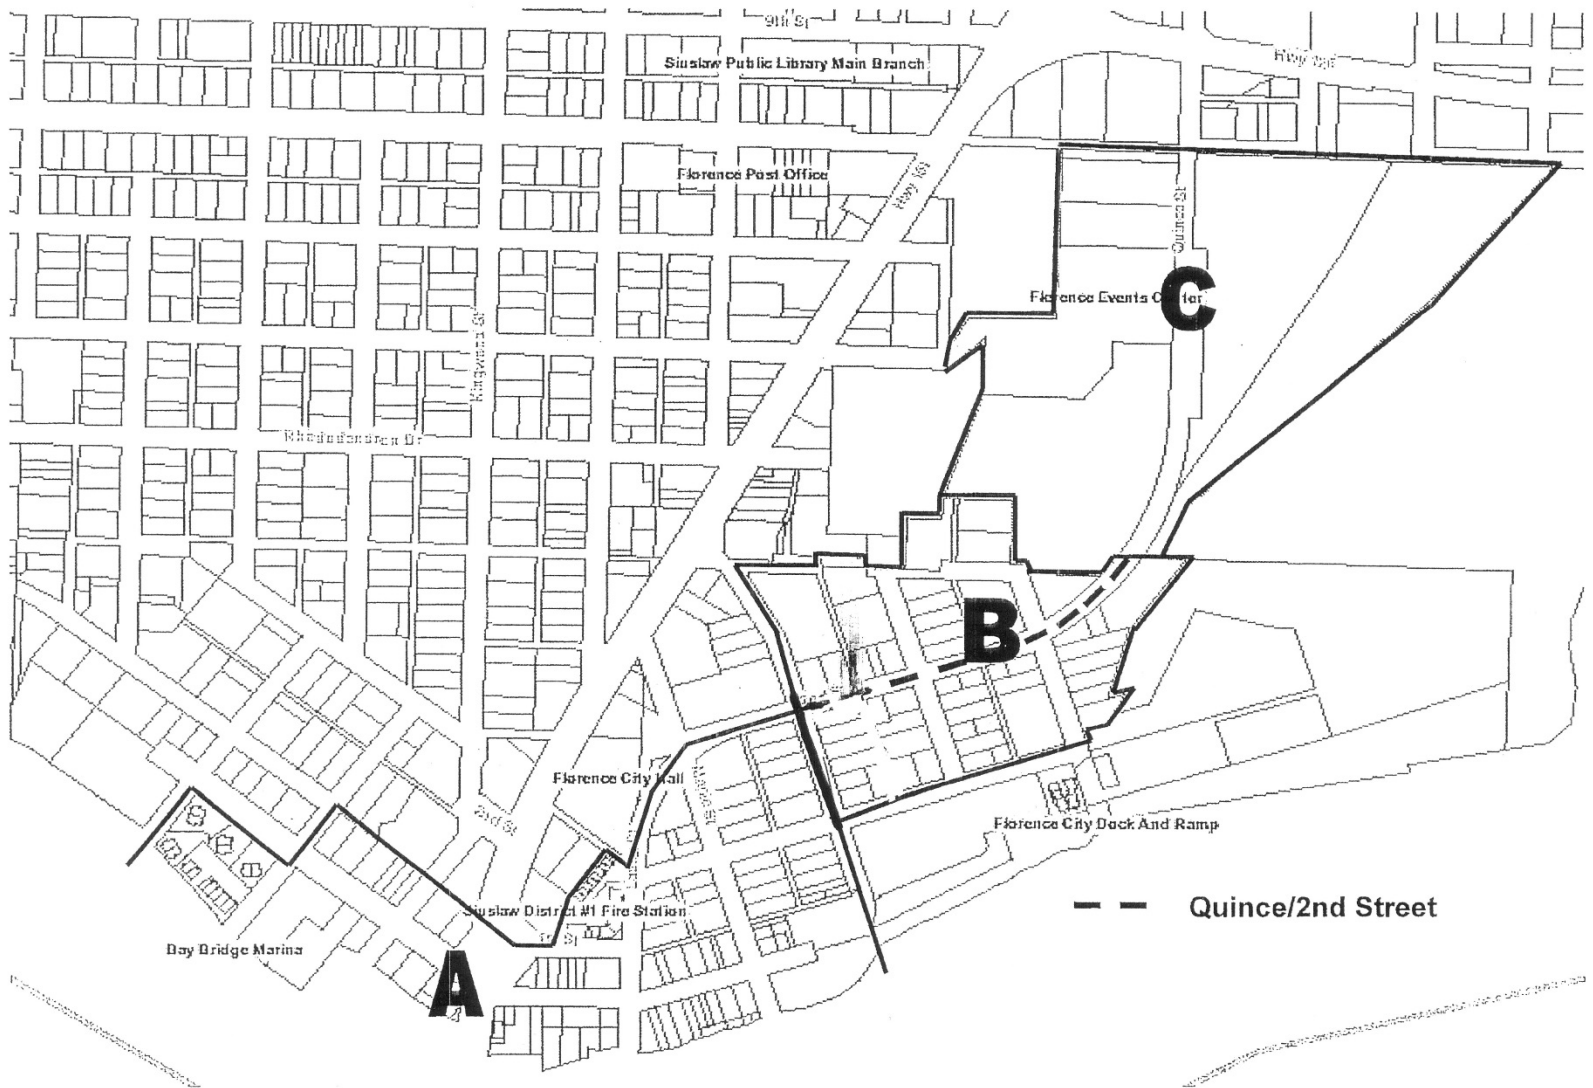 9th St
Siuslaw Public Library Main Branch
Hwy 126
Florence Post Office
Hwy 101
Quince St
Florence Events Center
C
Kingwood St
Rhododendron Dr
B
Florence City Hall
2nd St
Florence City Dock And Ramp
Quince/2nd Street
Siuslaw District #1 Fire Station
1st St
Bay Bridge Marina
A